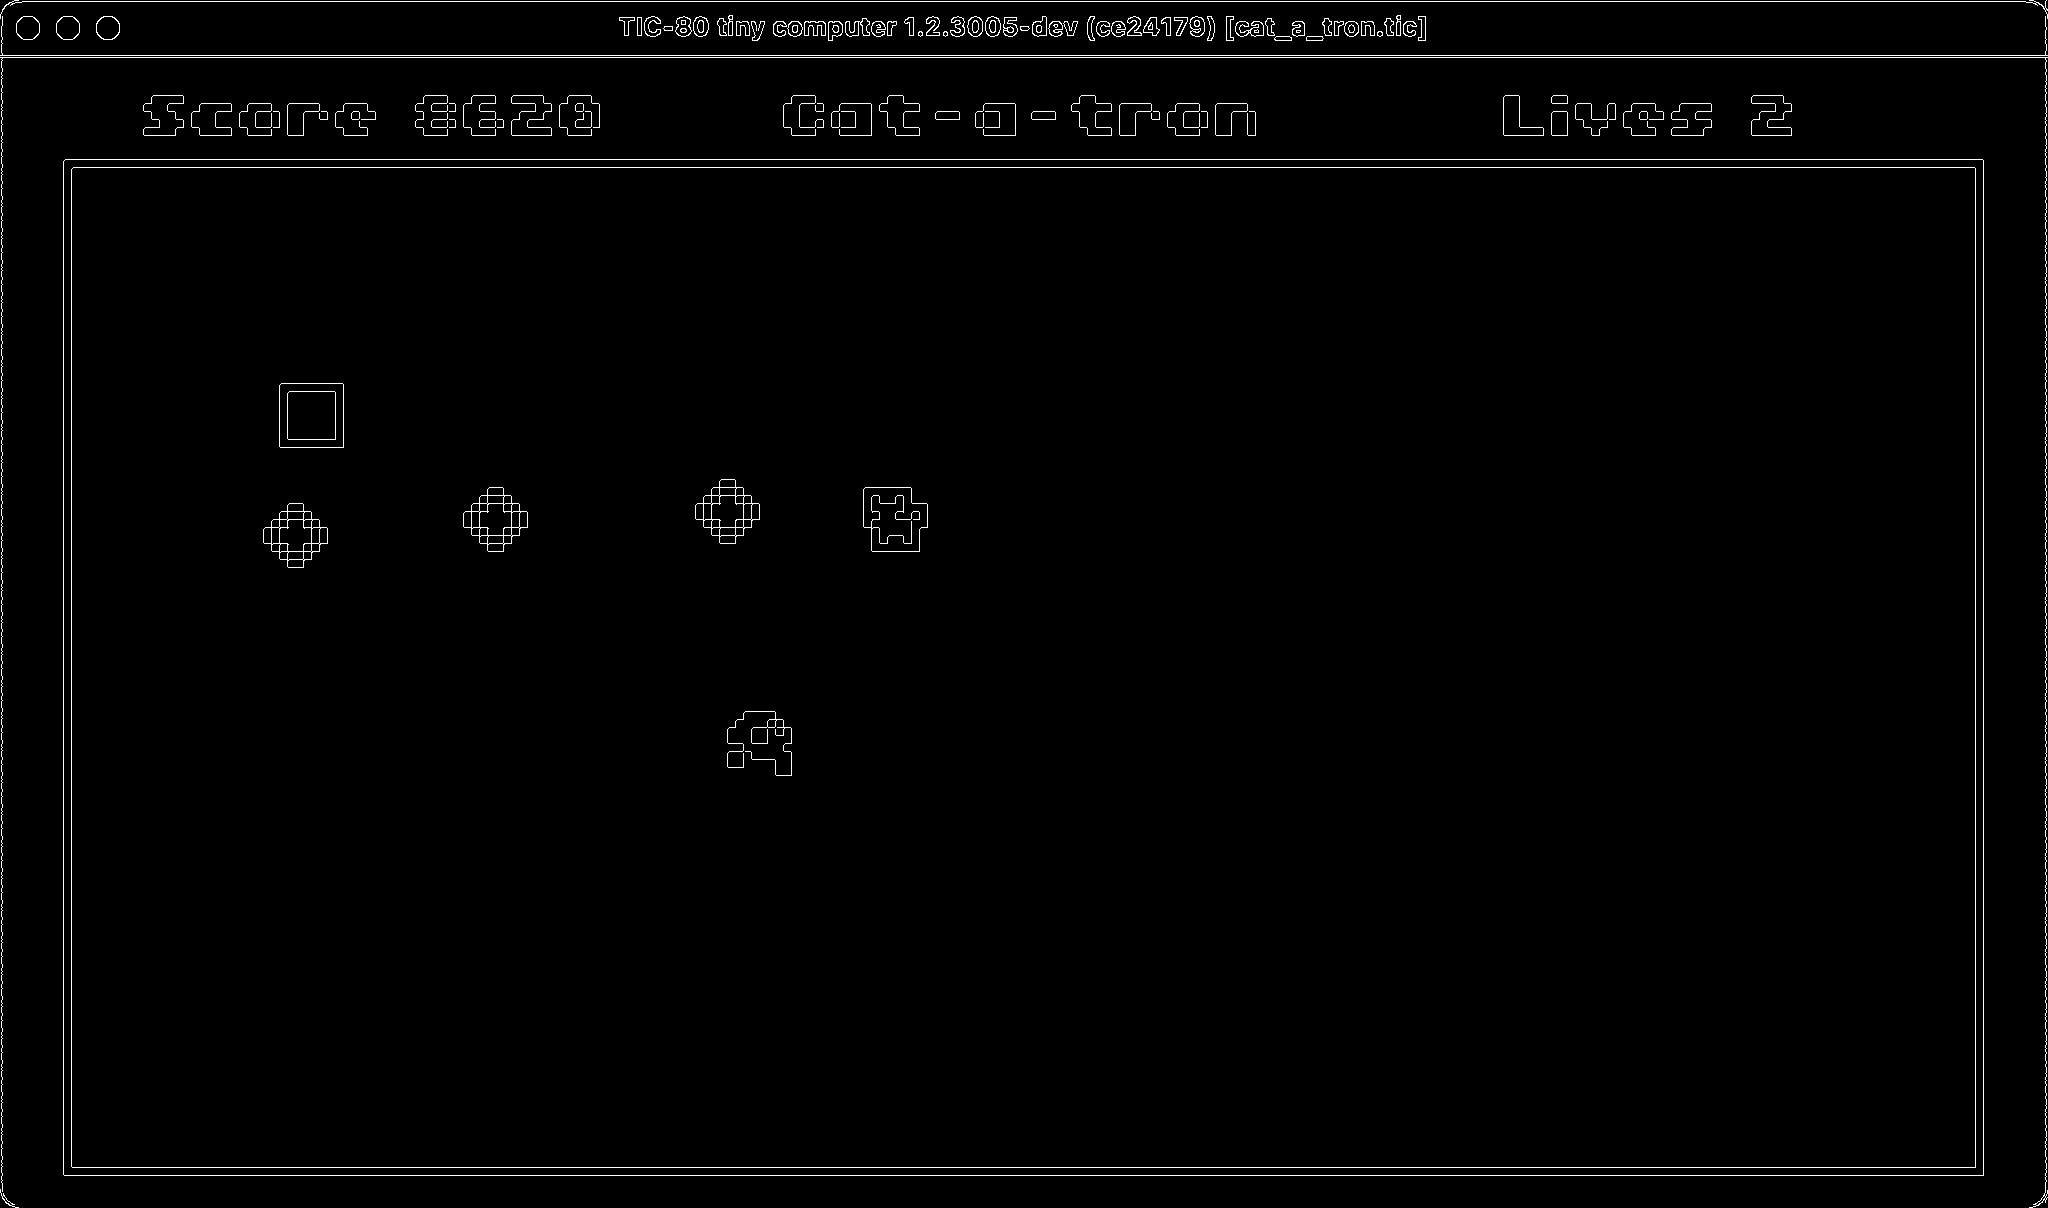 TIC-80 tiny computer 1.2.3005-dev (ce24179) [cat_a_tron.tic]
Score 8620 Cat-a-tron Lives 2